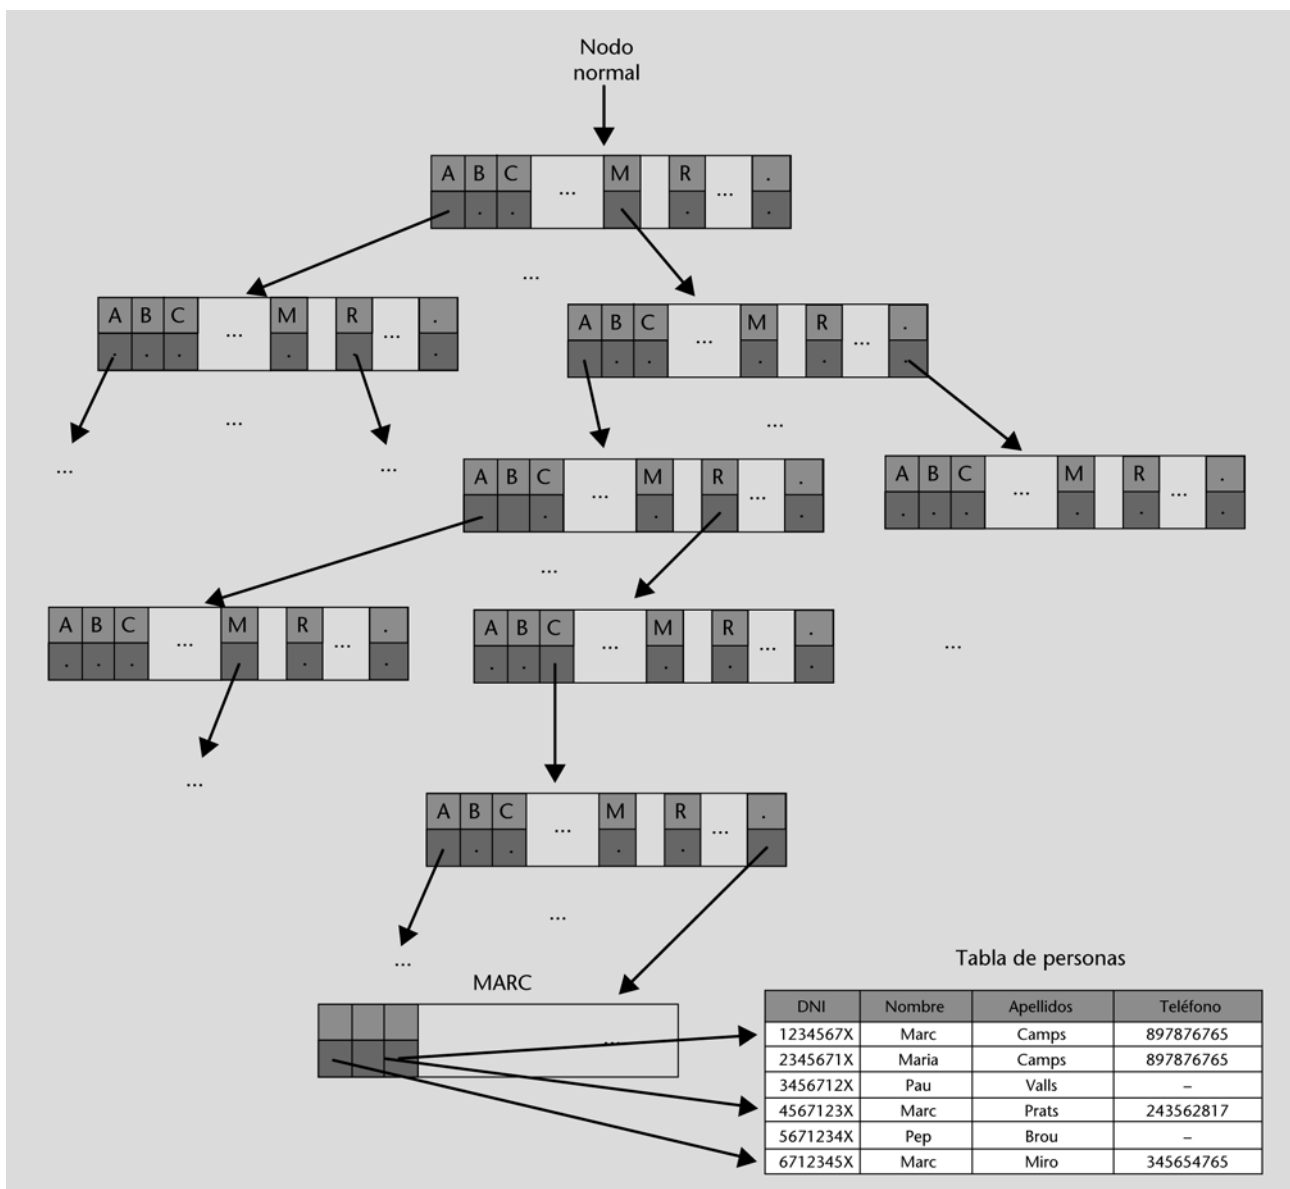 Nodo
normal
A B C ... M R ... .
. . . . .
...
A B C ... M R ... .
. . . . . .
A B C ... M R ... .
. . . . .
...
...
...
...
A B C ... M R ... .
. . .
A B C ... M R ... .
. . . . . .
...
A B C ... M R ... .
. . . . .
A B C ... M R ... .
. . . . .
...
...
A B C ... M R ... .
. . . .
...
...
MARC
...
Tabla de personas
DNI Nombre Apellidos Teléfono
1234567X Marc Camps 897876765
2345671X Maria Camps 897876765
3456712X Pau Valls –
4567123X Marc Prats 243562817
5671234X Pep Brou –
6712345X Marc Miro 345654765